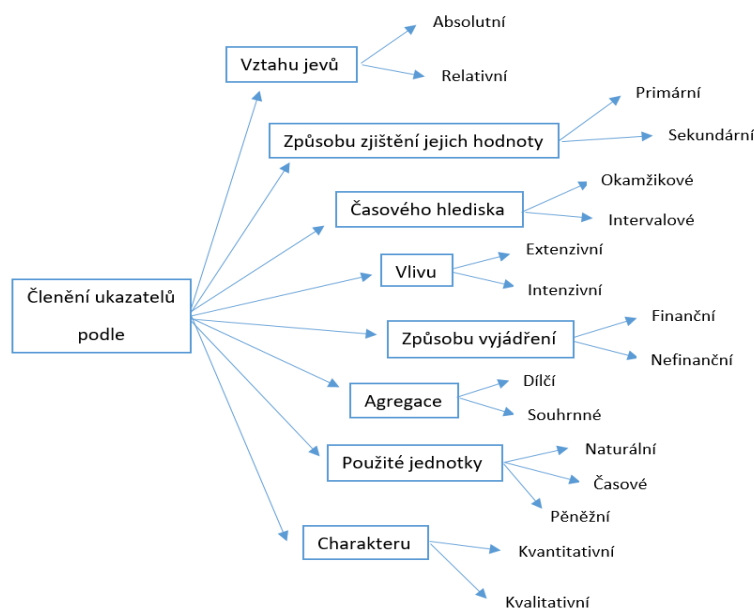 Absolutní
Vztahu jevů
Relativní
Primární
Způsobu zjištění jejich hodnoty
Sekundární
Okamžikové
Časového hlediska
Intervalové
Extenzivní
Vlivu
Intenzivní
Členění ukazatelů
podle
Finanční
Způsobu vyjádření
Nefinanční
Dílčí
Agregace
Souhrnné
Naturální
Použité jednotky
Časové
Pěněžní
Charakteru
Kvantitativní
Kvalitativní